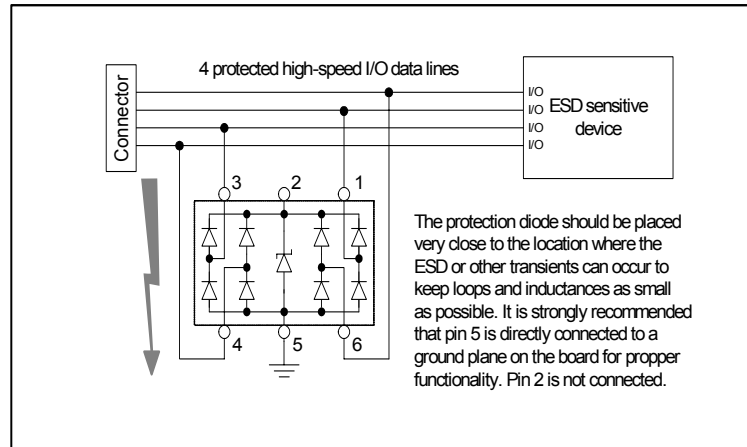 4 protected high-speed I/O data lines
Connector
I/O
I/O
I/O
I/O
ESD sensitive
device
3
2
1
4
5
6
The protection diode should be placed
very close to the location where the
ESD or other transients can occur to
keep loops and inductances as small
as possible. It is strongly recommended
that pin 5 is directly connected to a
ground plane on the board for propper
functionality. Pin 2 is not connected.